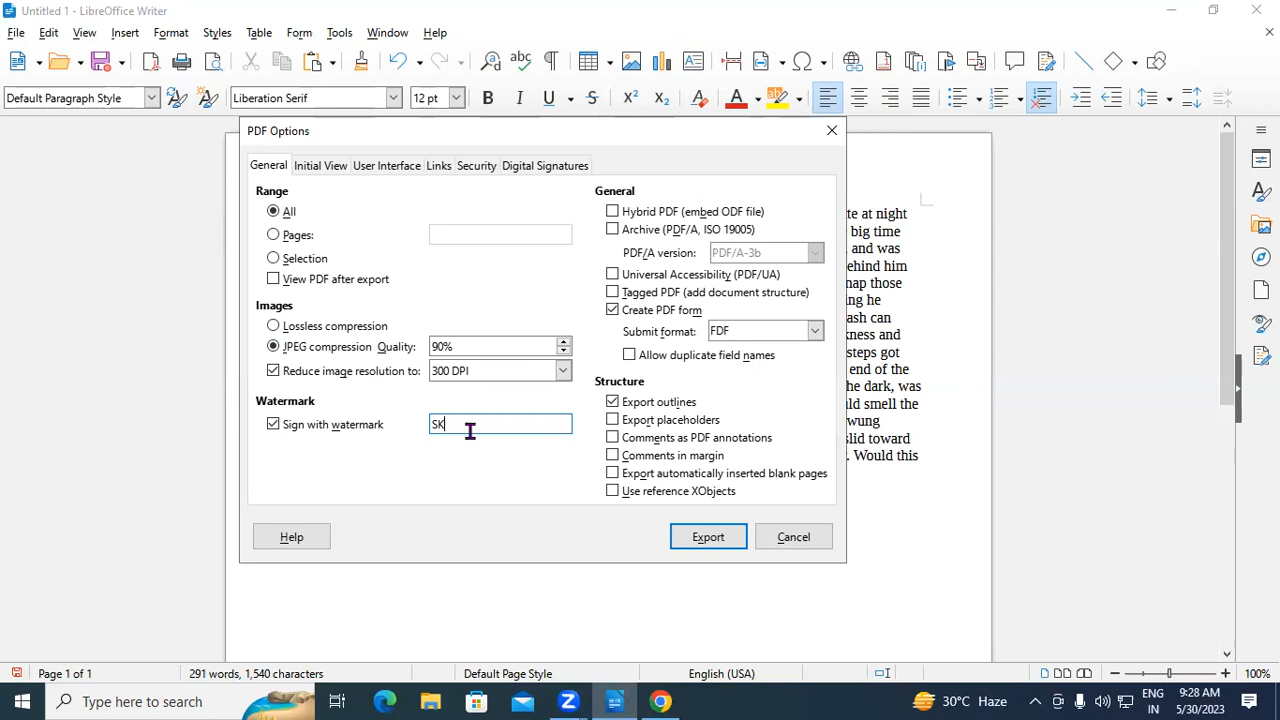 Untitled 1 - LibreOffice Writer
File Edit View Insert Format Styles Table Form Tools Window Help
Default Paragraph Style Liberation Serif 12 pt
PDF Options
General Initial View User Interface Links Security Digital Signatures
Range
All
Pages:
Selection
View PDF after export
Images
Lossless compression
JPEG compression Quality: 90%
Reduce image resolution to: 300 DPI
Watermark
Sign with watermark SK
General
Hybrid PDF (embed ODF file)
Archive (PDF/A, ISO 19005)
PDF/A version: PDF/A-3b
Universal Accessibility (PDF/UA)
Tagged PDF (add document structure)
Create PDF form
Submit format: FDF
Allow duplicate field names
Structure
Export outlines
Export placeholders
Comments as PDF annotations
Comments in margin
Export automatically inserted blank pages
Use reference XObjects
Help Export Cancel
at night
big time
and was
behind him
those
he
can
and
steps got
end of the
he dark, was
smell the
slid toward
Would this
Page 1 of 1 291 words, 1,540 characters Default Page Style English (USA) 100%
Type here to search 30°C Haze ENG IN 9:28 AM 5/30/2023